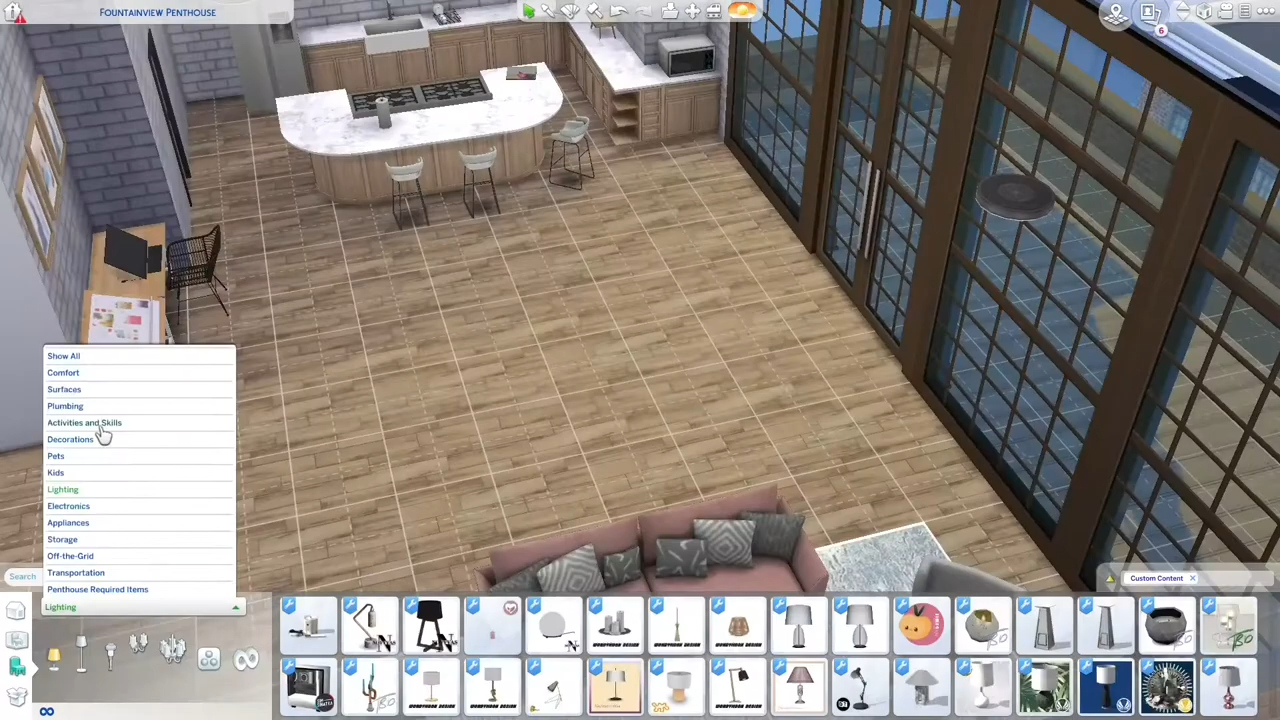 FOUNTAINVIEW PENTHOUSE
6
Show All
Comfort
Surfaces
Plumbing
Activities and Skills
Decorations
Pets
Kids
Lighting
Electronics
Appliances
Storage
Off-the-Grid
Transportation
Penthouse Required Items
Search
Lighting
Custom Content